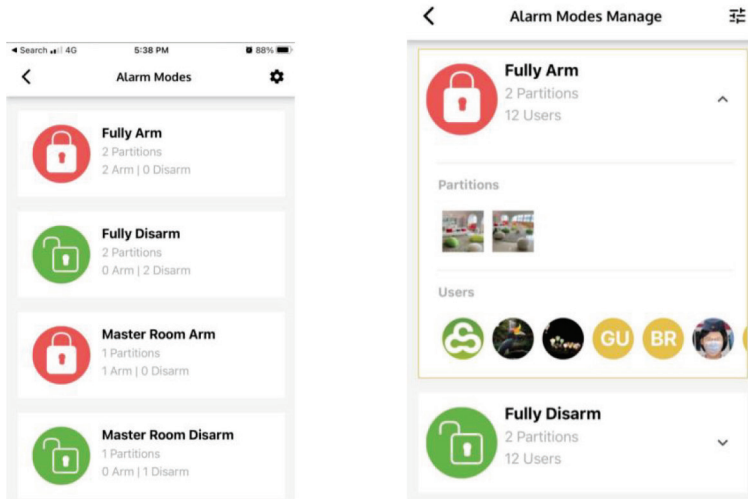 Search 4G 5:38 PM 88%
Alarm Modes
Fully Arm
2 Partitions
2 Arm | 0 Disarm
Fully Disarm
2 Partitions
0 Arm | 2 Disarm
Master Room Arm
1 Partitions
1 Arm | 0 Disarm
Master Room Disarm
1 Partitions
0 Arm | 1 Disarm
Alarm Modes Manage
Fully Arm
2 Partitions
12 Users
Partitions
Users
GU BR
Fully Disarm
2 Partitions
12 Users